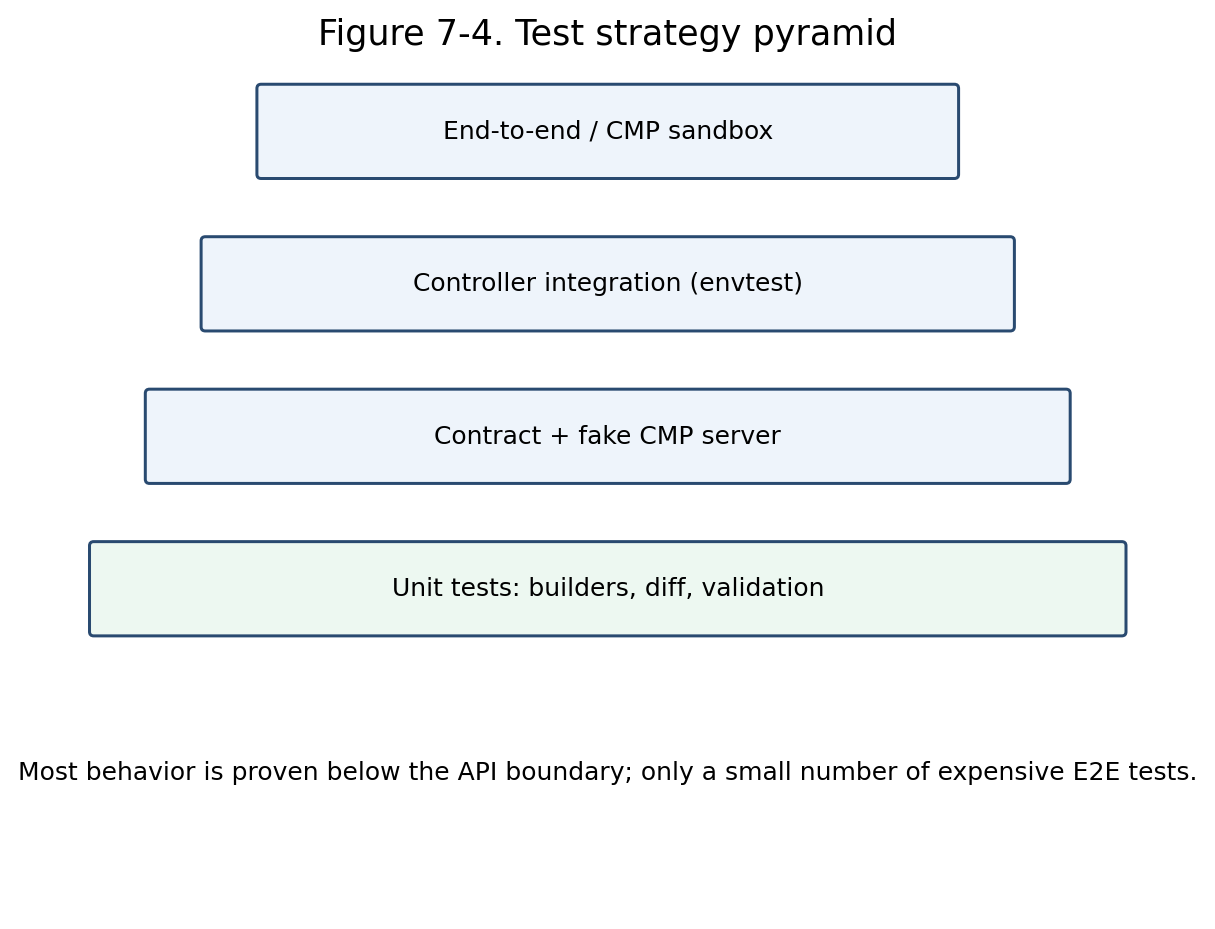 Figure 7-4. Test strategy pyramid
End-to-end / CMP sandbox
Controller integration (envtest)
Contract + fake CMP server
Unit tests: builders, diff, validation
Most behavior is proven below the API boundary; only a small number of expensive E2E tests.